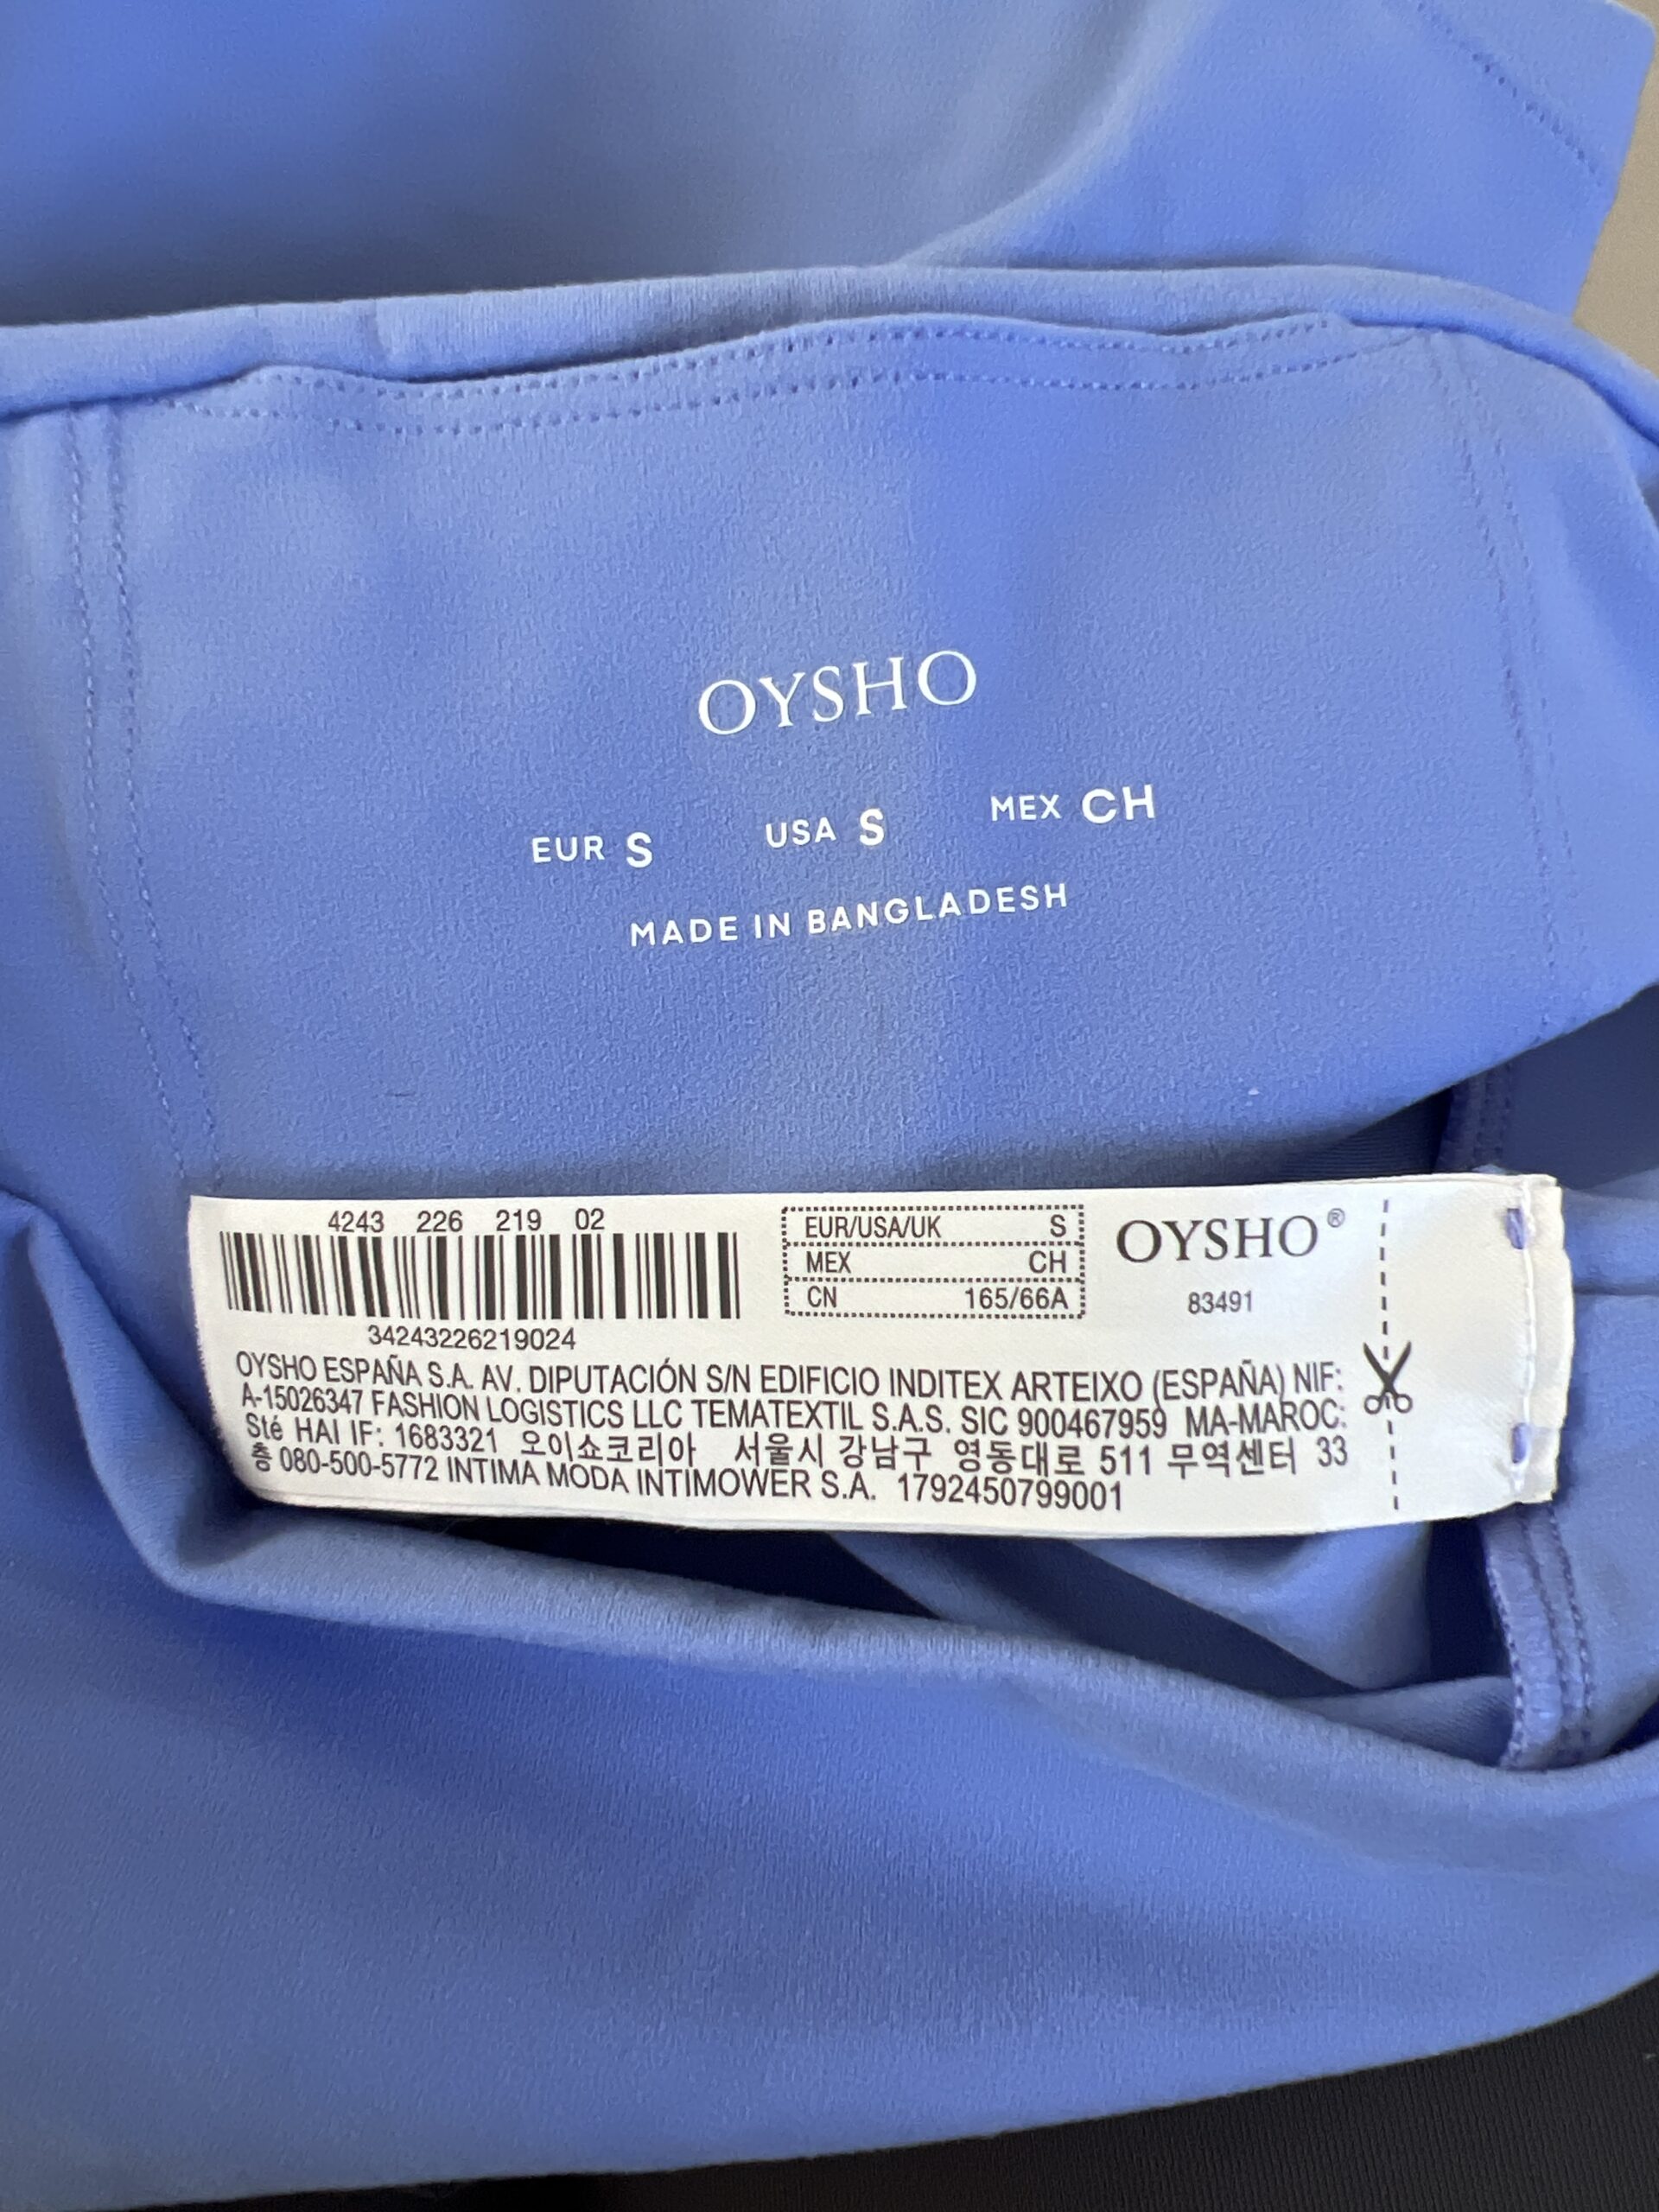 OYSHO
EUR S USA S MEX CH
MADE IN BANGLADESH
4243 226 219 02
34243226219024
EUR/USA/UK S
MEX CH
CN 165/66A
OYSHO®
83491
OYSHO ESPAÑA S.A. AV. DIPUTACIÓN S/N EDIFICIO INDITEX ARTEIXO (ESPAÑA) NIF:
A-15026347 FASHION LOGISTICS LLC TEMATEXTIL S.A.S. SIC 900467959 MA-MAROC:
Sté HAI IF: 1683321 오이쇼코리아 서울시 강남구 영동대로 511 무역센터 33
층 080-500-5772 INTIMA MODA INTIMOWER S.A. 1792450799001